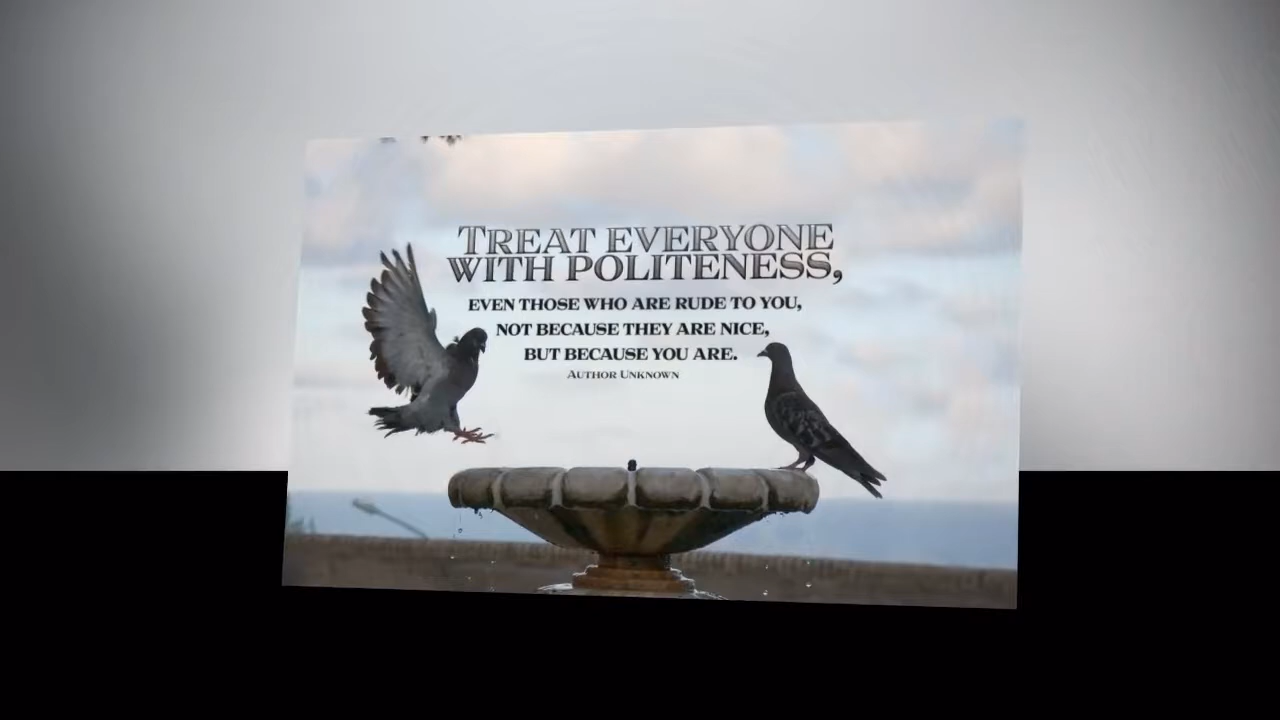 TREAT EVERYONE
WITH POLITENESS,
EVEN THOSE WHO ARE RUDE TO YOU,
NOT BECAUSE THEY ARE NICE,
BUT BECAUSE YOU ARE.
AUTHOR UNKNOWN